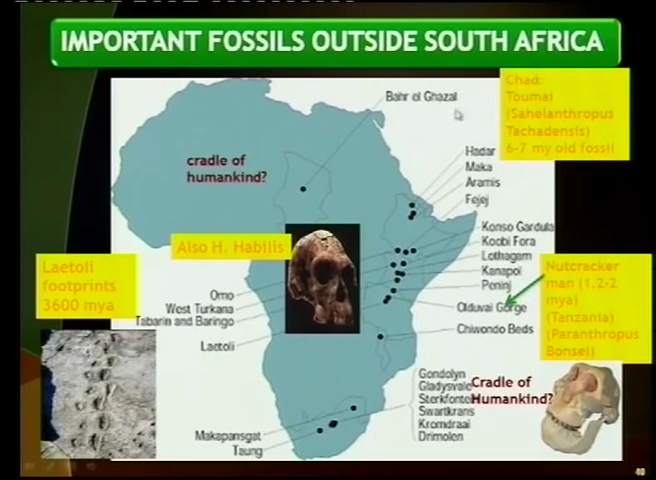 IMPORTANT FOSSILS OUTSIDE SOUTH AFRICA
Bahr el Ghazal
Chad:
Toumai
(Sahelanthropus
Tachadensis)
6-7 my old fossil
cradle of
humankind?
Hadar
Maka
Aramis
Fejej
Also H. Habilis
Konso Gardula
Koobi Fora
Lothagam
Kanapoi
Peninj
Olduvai Gorge
Chiwondo Beds
Laetoli
footprints
3600 mya
Nutcracker
man (1.2-2
mya)
(Tanzania)
(Paranthropus
Bonsei)
Omo
West Turkana
Tabarin and Baringo
Laetoli
Gondolyn
Gladysvale
Sterkfontein
Swartkrans
Kromdraai
Drimolen
Cradle of
Humankind?
Makapansgat
Taung
40